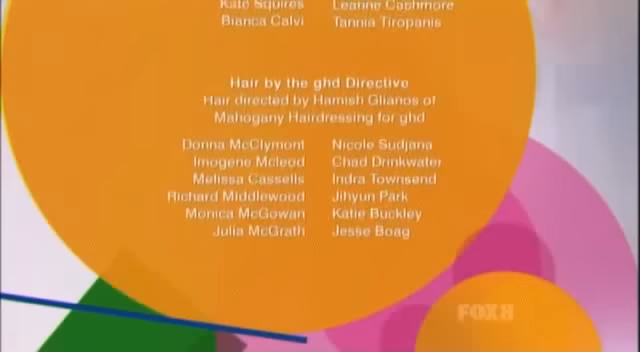 Kate Squires Leanne Cashmore
Bianca Calvi Tannia Tiropanis
Hair by the ghd Directive
Hair directed by Hamish Glianos of
Mahogany Hairdressing for ghd
Donna McClymont Nicole Sudjana
Imogene Mcleod Chad Drinkwater
Melissa Cassells Indra Townsend
Richard Middlewood Jihyun Park
Monica McGowan Katie Buckley
Julia McGrath Jesse Boag
FOX8